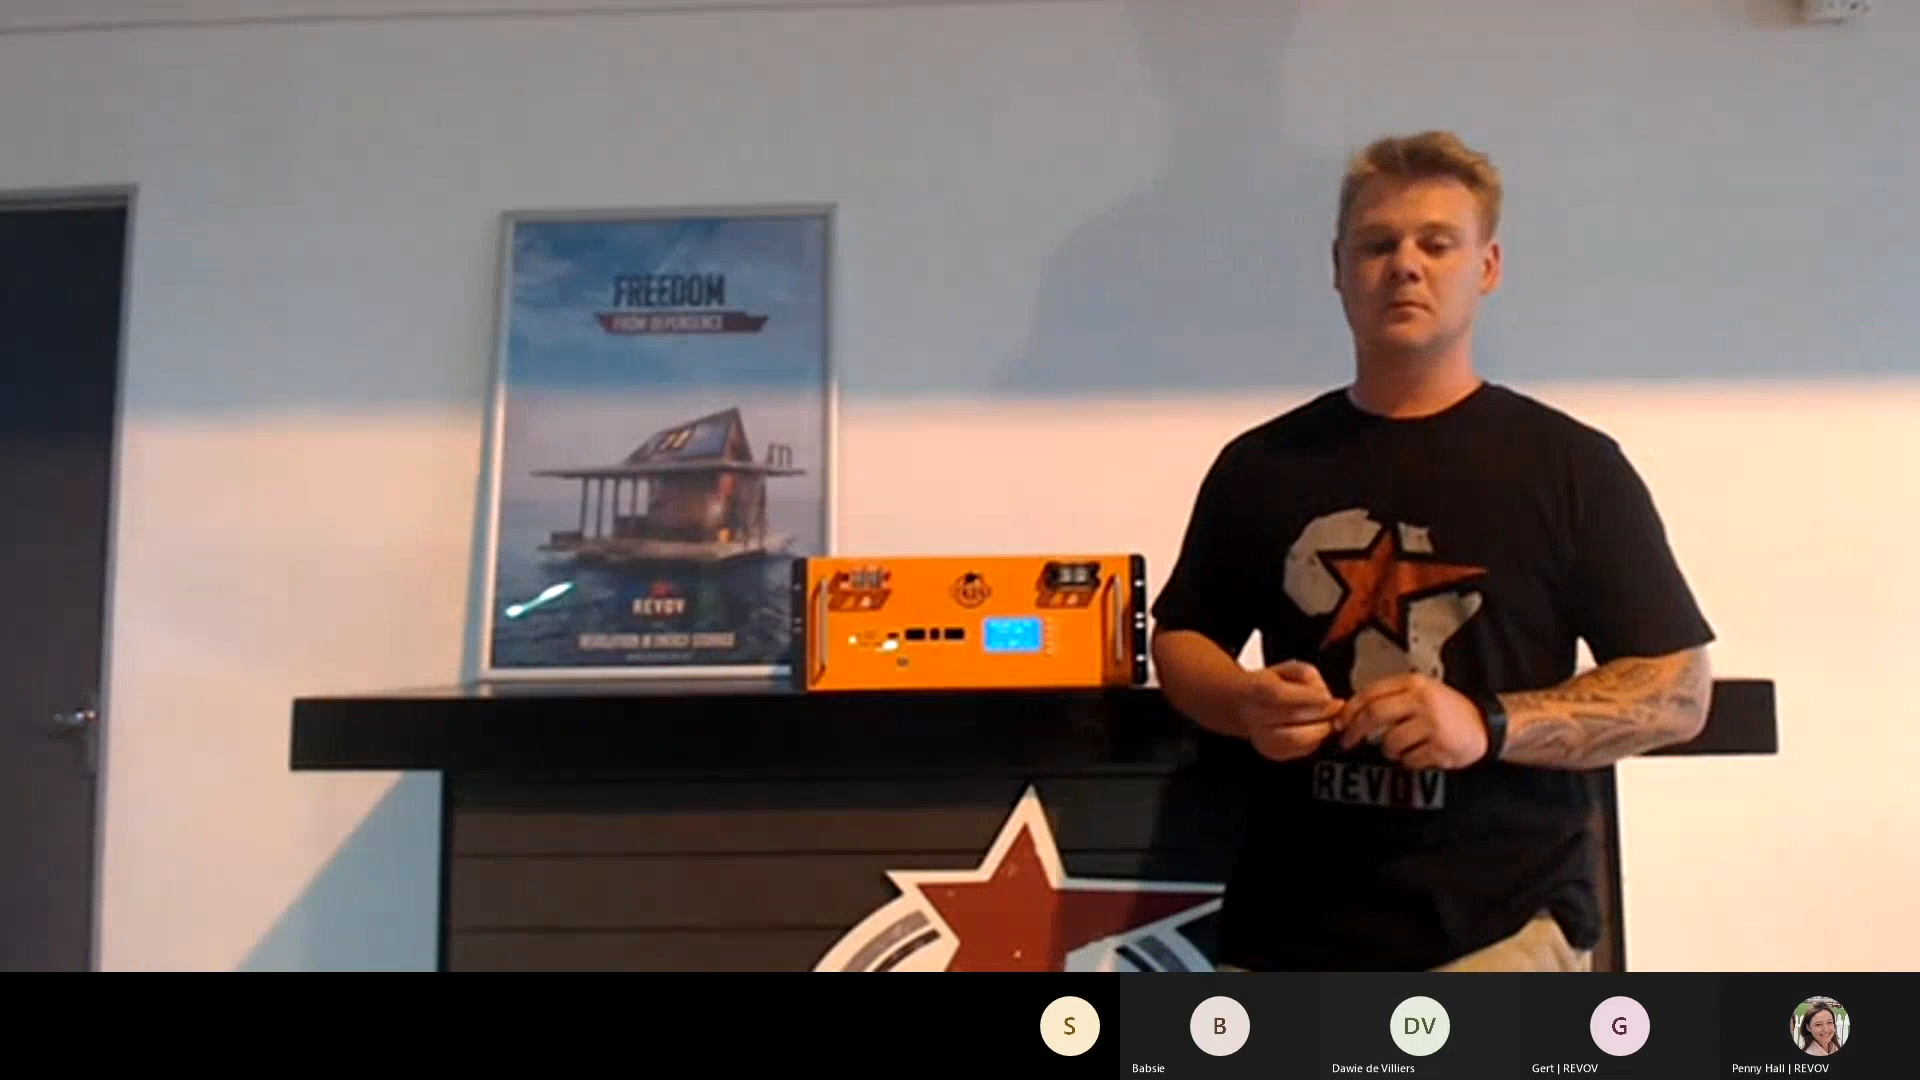 FREEDOM
FROM DEPENDENCE
REVOV
REVOLUTION IN ENERGY STORAGE
REVOV
S
B
DV
G
Babsie
Dawie de Villiers
Gert | REVOV
Penny Hall | REVOV